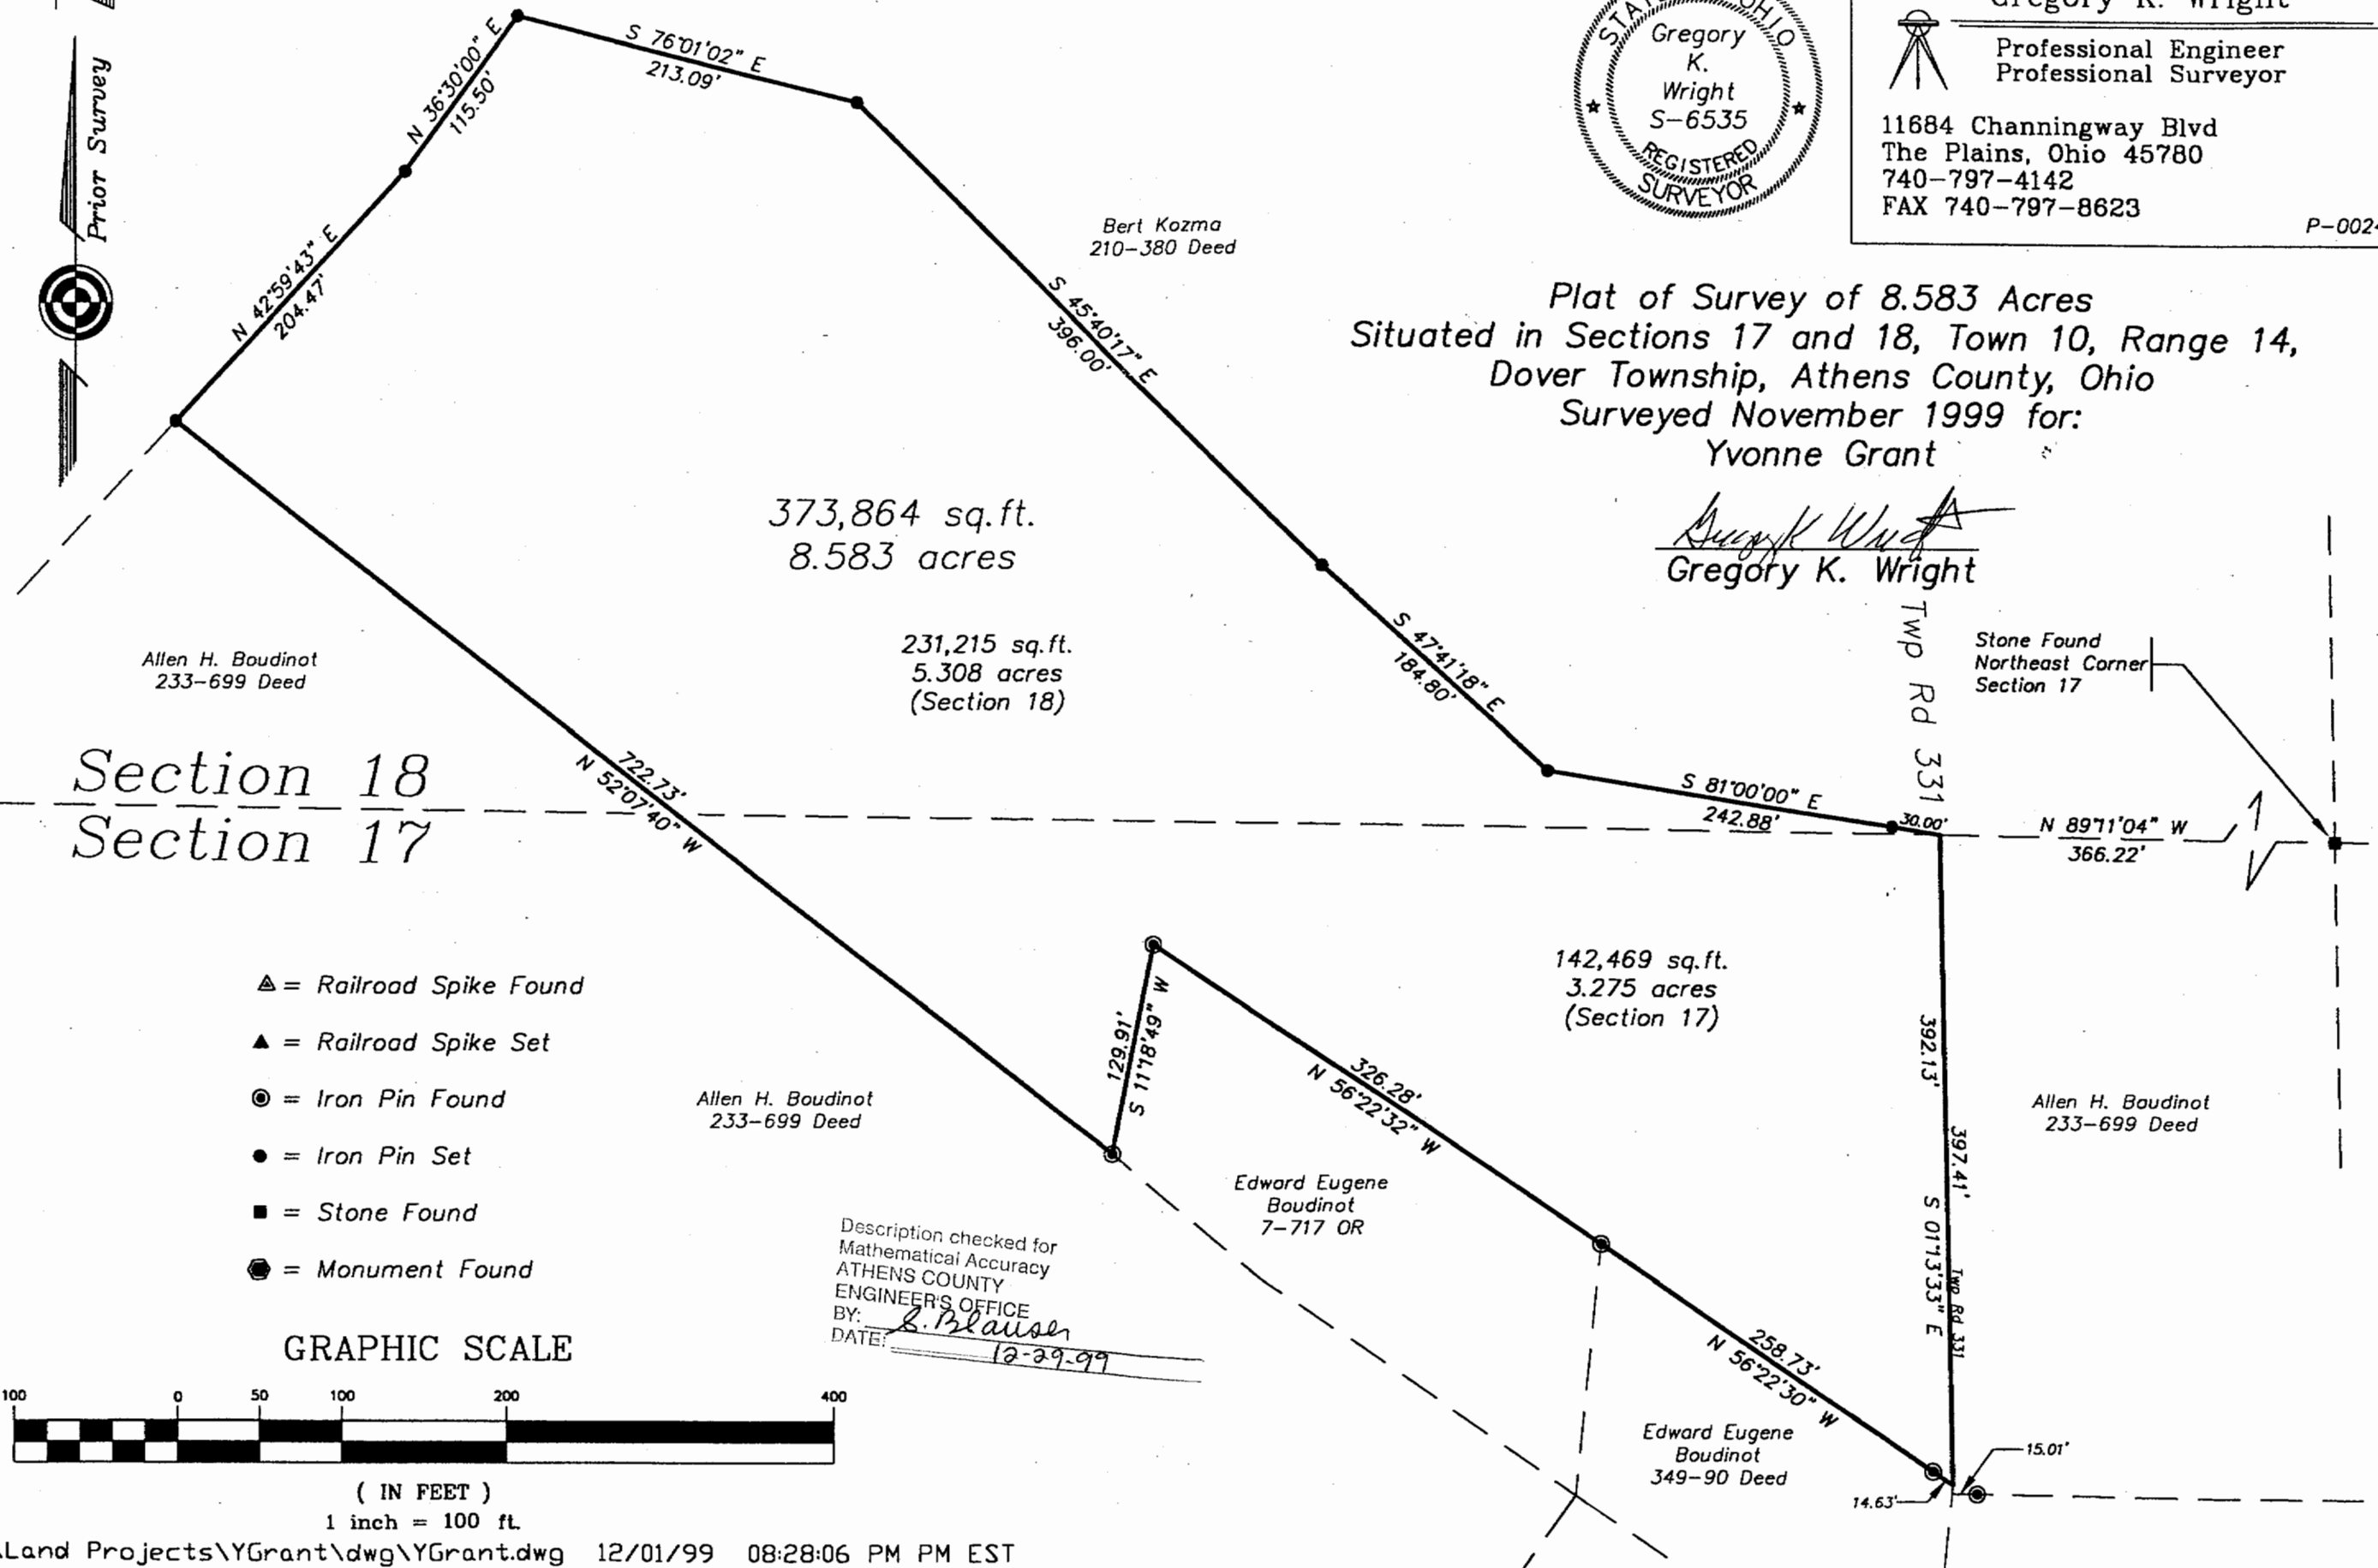 Prior Survey
N 36°30'00" E
115.50'
S 76°01'02" E
213.09'
N 42°59'43" E
204.47'
Bert Kozma
210-380 Deed
S 45°40'17" E
396.00'
OHIO
Gregory
K.
Wright
S-6535
REGISTERED
SURVEYOR
Gregory K. Wright
Professional Engineer
Professional Surveyor
11684 Channingway Blvd
The Plains, Ohio 45780
740-797-4142
FAX 740-797-8623
Plat of Survey of 8.583 Acres
Situated in Sections 17 and 18, Town 10, Range 14,
Dover Township, Athens County, Ohio
Surveyed November 1999 for:
Yvonne Grant
Gregory K. Wright
Gregory K. Wright
373,864 sq.ft.
8.583 acres
231,215 sq.ft.
5.308 acres
(Section 18)
S 47°41'18" E
184.80'
Twp Rd 331
Stone Found
Northeast Corner
Section 17
Allen H. Boudinot
233-699 Deed
Section 18
Section 17
722.73'
N 52°07'40" W
S 81°00'00" E
242.88'
30.00'
N 89°11'04" W
366.22'
142,469 sq.ft.
3.275 acres
(Section 17)
129.91'
S 11°18'49" W
326.28'
N 56°22'32" W
392.13'
397.41'
S 01°13'33" E
Twp Rd 331
Allen H. Boudinot
233-699 Deed
Allen H. Boudinot
233-699 Deed
Edward Eugene
Boudinot
7-717 OR
258.73'
N 56°22'30" W
Edward Eugene
Boudinot
349-90 Deed
15.01'
14.63'
= Railroad Spike Found
= Railroad Spike Set
= Iron Pin Found
= Iron Pin Set
= Stone Found
= Monument Found
Description checked for
Mathematical Accuracy
ATHENS COUNTY
ENGINEER'S OFFICE
BY: S. Blauser
DATE: 12-29-99
GRAPHIC SCALE
100 0 50 100 200 400
( IN FEET )
1 inch = 100 ft.
\Land Projects\YGrant\dwg\YGrant.dwg 12/01/99 08:28:06 PM PM EST